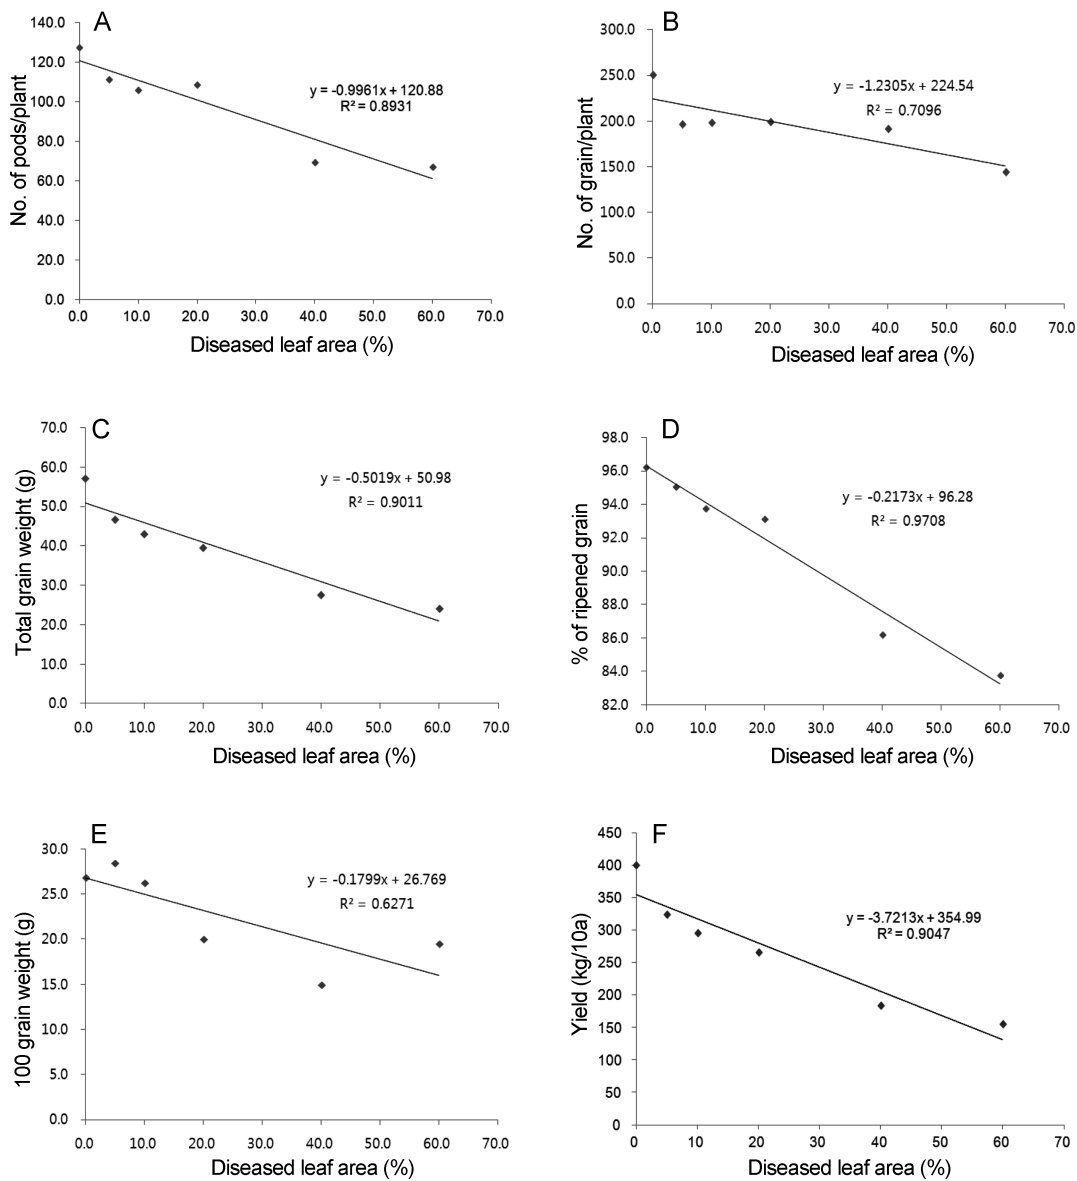 A
140.0
120.0
100.0
80.0
60.0
40.0
20.0
0.0
No. of pods/plant
y = -0.9961x + 120.88
R² = 0.8931
0.0 10.0 20.0 30.0 40.0 50.0 60.0 70.0
Diseased leaf area (%)
B
300.0
250.0
200.0
150.0
100.0
50.0
0.0
No. of grain/plant
y = -1.2305x + 224.54
R² = 0.7096
0.0 10.0 20.0 30.0 40.0 50.0 60.0 70.0
Diseased leaf area (%)
C
70.0
60.0
50.0
40.0
30.0
20.0
10.0
0.0
Total grain weight (g)
y = -0.5019x + 50.98
R² = 0.9011
0.0 10.0 20.0 30.0 40.0 50.0 60.0 70.0
Diseased leaf area (%)
D
98.0
96.0
94.0
92.0
90.0
88.0
86.0
84.0
82.0
% of ripened grain
y = -0.2173x + 96.28
R² = 0.9708
0.0 10.0 20.0 30.0 40.0 50.0 60.0 70.0
Diseased leaf area (%)
E
30.0
25.0
20.0
15.0
10.0
5.0
0.0
100 grain weight (g)
y = -0.1799x + 26.769
R² = 0.6271
0.0 10.0 20.0 30.0 40.0 50.0 60.0 70.0
Diseased leaf area (%)
F
450
400
350
300
250
200
150
100
50
0
Yield (kg/10a)
y = -3.7213x + 354.99
R² = 0.9047
0 10 20 30 40 50 60 70
Diseased leaf area (%)